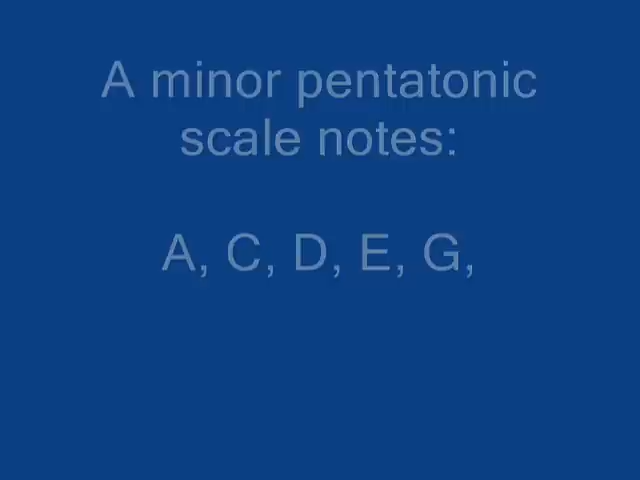 A minor pentatonic
scale notes:
A, C, D, E, G,